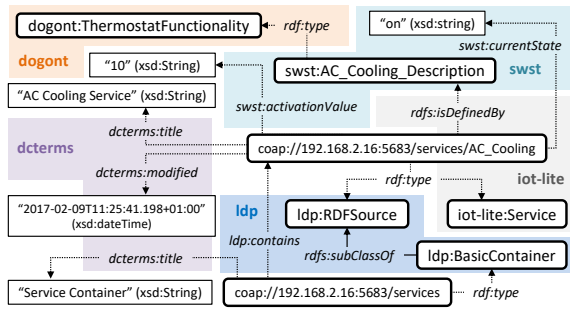 dogont:ThermostatFunctionality
rdf:type
"on" (xsd:string)
dogont
swst:currentState
"10" (xsd:String)
swst:AC_Cooling_Description
swst
"AC Cooling Service" (xsd:String)
swst:activationValue
rdfs:isDefinedBy
dcterms:title
dcterms
coap://192.168.2.16:5683/services/AC_Cooling
dcterms:modified
rdf:type
iot-lite
"2017-02-09T11:25:41.198+01:00"
(xsd:dateTime)
ldp
ldp:RDFSource
iot-lite:Service
ldp:contains
dcterms:title
rdfs:subClassOf
ldp:BasicContainer
"Service Container" (xsd:String)
coap://192.168.2.16:5683/services
rdf:type